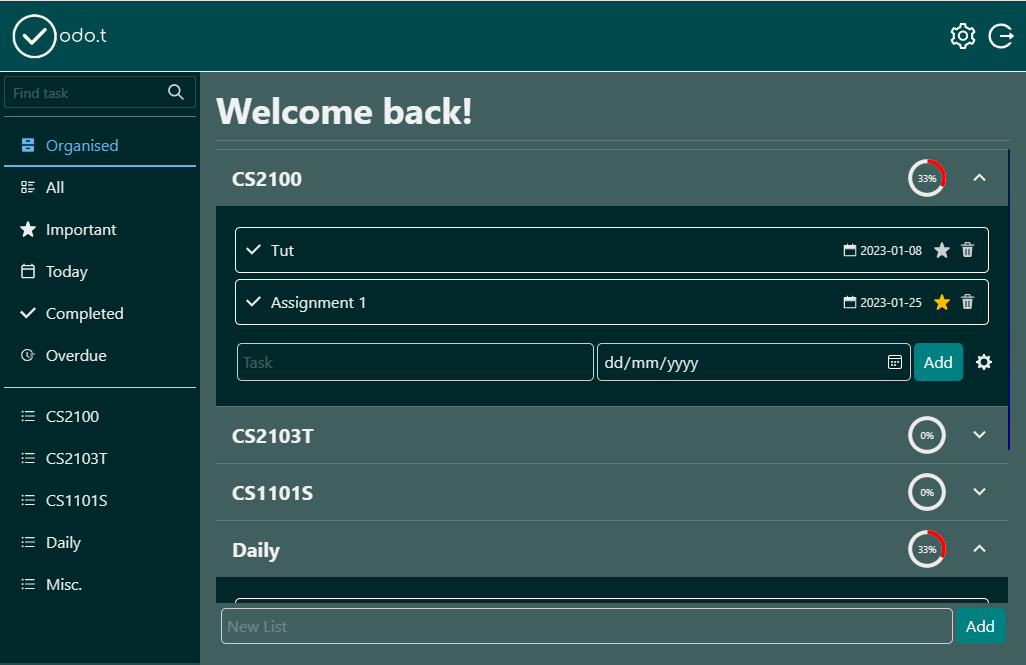 odo.t
Find task
Organised
All
Important
Today
Completed
Overdue
CS2100
CS2103T
CS1101S
Daily
Misc.
Welcome back!
CS2100 33%
Tut 2023-01-08
Assignment 1 2023-01-25
Task dd/mm/yyyy Add
CS2103T 0%
CS1101S 0%
Daily 33%
New List Add